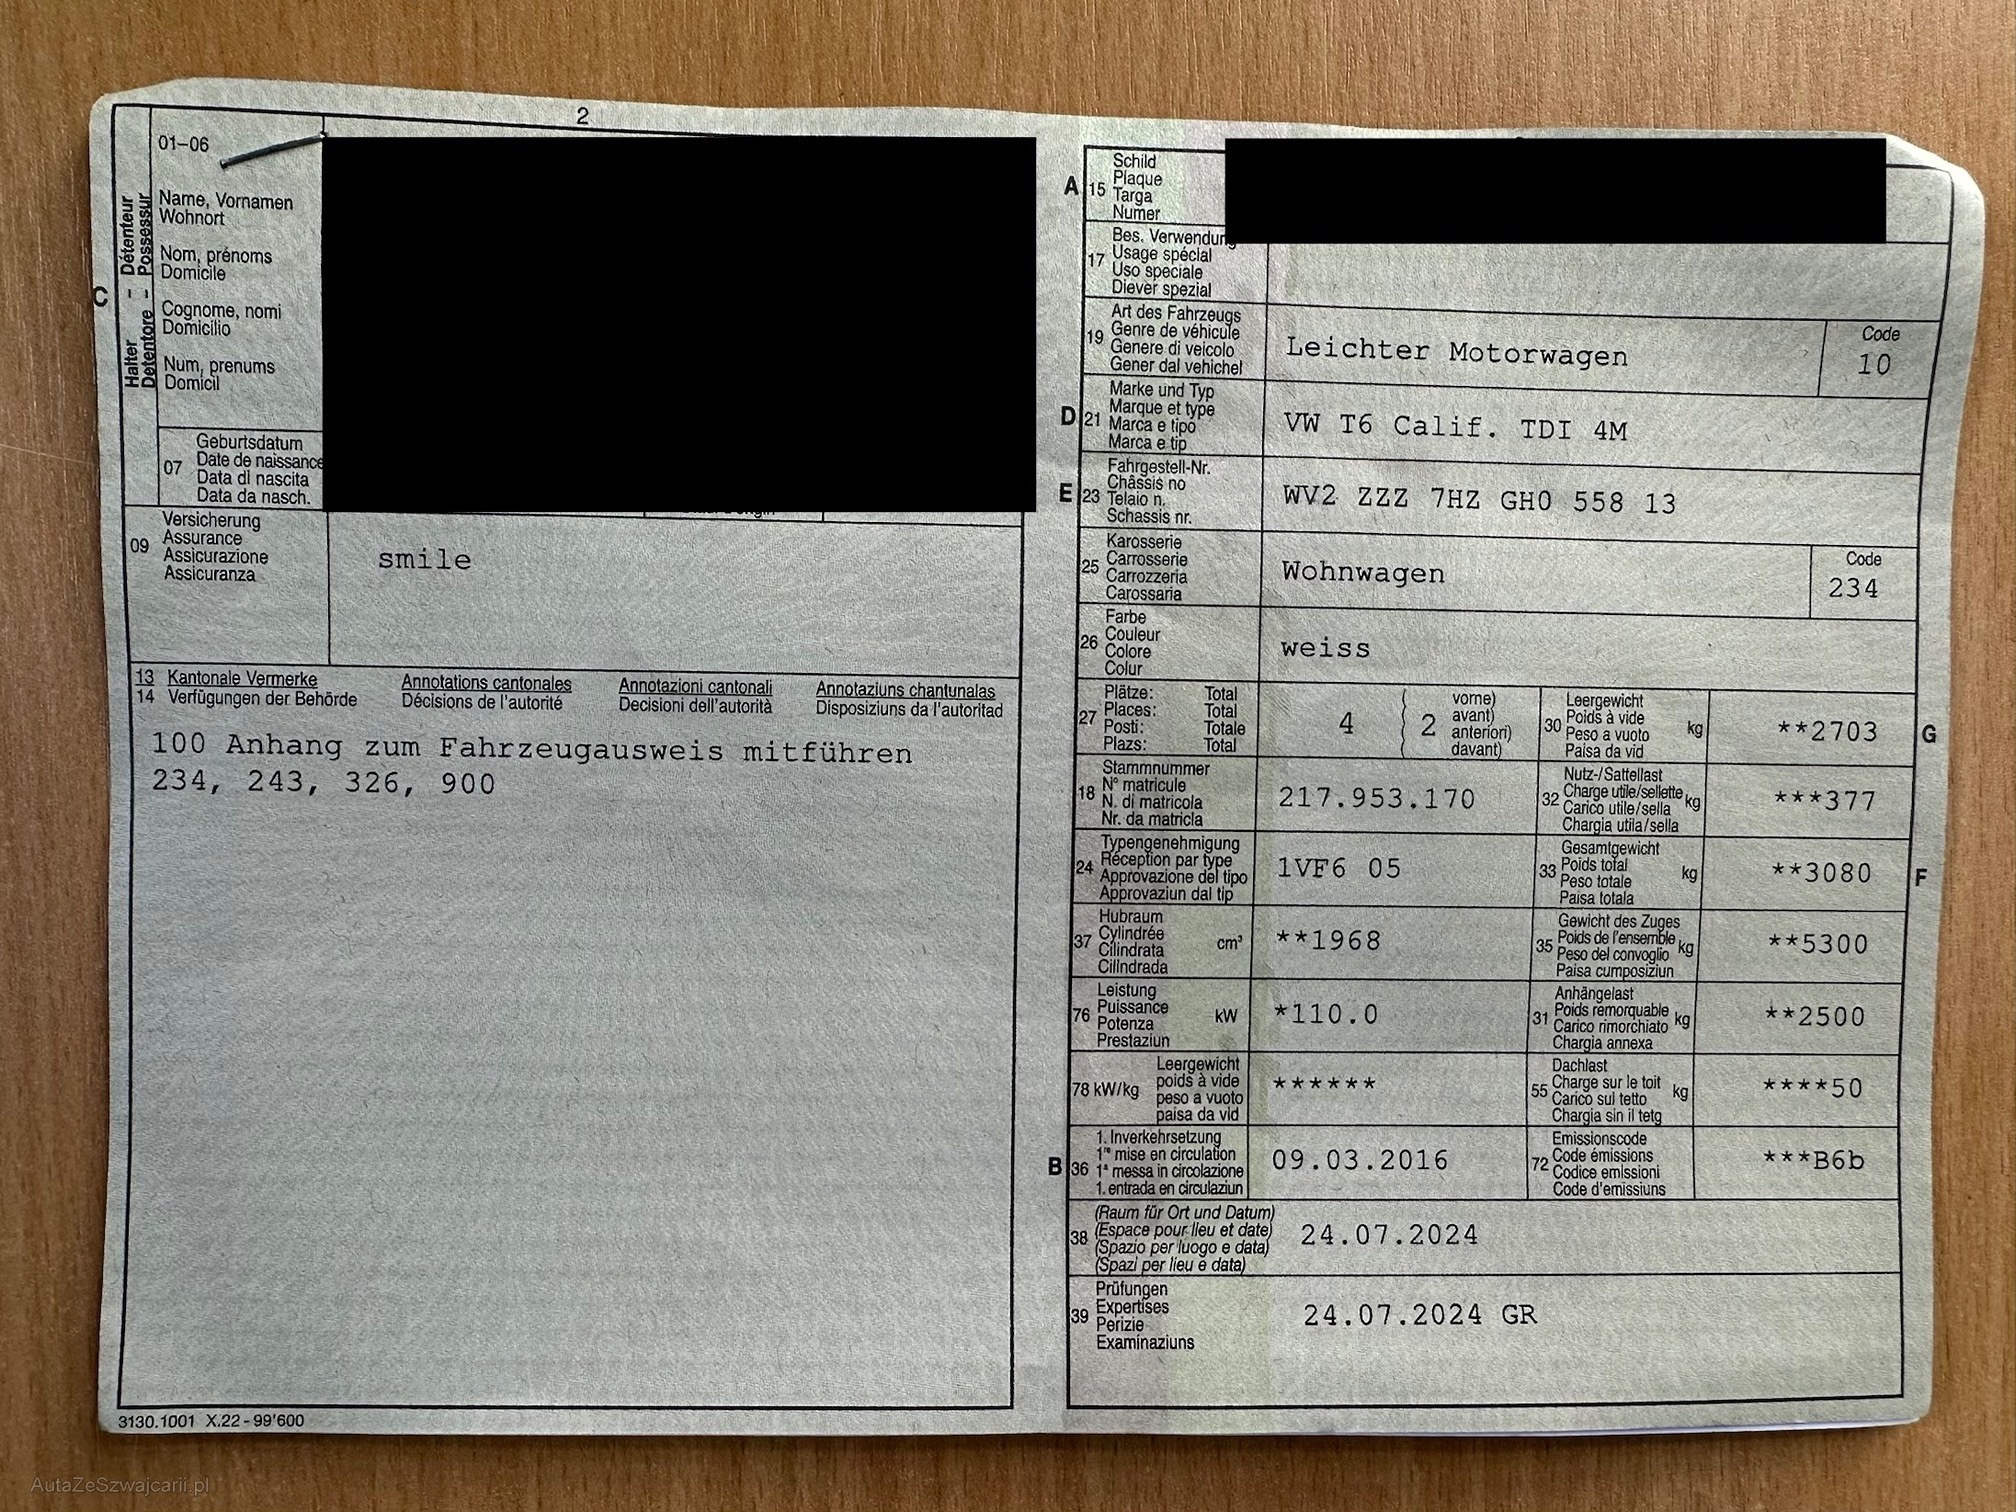 2
01–06
Halter - Détenteur
Detentore - Possessur
C
Name, Vornamen
Wohnort
Nom, prénoms
Domicile
Cognome, nomi
Domicilio
Num, prenums
Domicil
07
Geburtsdatum
Date de naissance
Data di nascita
Data da nasch.
09
Versicherung
Assurance
Assicurazione
Assicuranza
smile
13 Kantonale Vermerke Annotations cantonales Annotazioni cantonali Annotaziuns chantunalas
14 Verfügungen der Behörde Décisions de l'autorité Decisioni dell'autorità Disposiziuns da l'autoritad
100 Anhang zum Fahrzeugausweis mitführen
234, 243, 326, 900
3130.1001 X.22 - 99'600
A 15
Schild
Plaque
Targa
Numer
17
Bes. Verwendung
Usage spécial
Uso speciale
Diever spezial
19
Art des Fahrzeugs
Genre de véhicule
Genere di veicolo
Gener dal vehichel
Leichter Motorwagen
Code
10
D 21
Marke und Typ
Marque et type
Marca e tipo
Marca e tip
VW T6 Calif. TDI 4M
E 23
Fahrgestell-Nr.
Châssis no
Telaio n.
Schassis nr.
WV2 ZZZ 7HZ GH0 558 13
25
Karosserie
Carrosserie
Carrozzeria
Carossaria
Wohnwagen
Code
234
26
Farbe
Couleur
Colore
Colur
weiss
27
Plätze: Total
Places: Total
Posti: Totale
Plazs: Total
4
2
vorne)
avant)
anteriori)
davant)
30
Leergewicht
Poids à vide
Peso a vuoto
Paisa da vid
kg
**2703
G
18
Stammnummer
N° matricule
N. di matricola
Nr. da matricla
217.953.170
32
Nutz-/Sattellast
Charge utile/sellette
Carico utile/sella
Chargia utila/sella
kg
***377
24
Typengenehmigung
Réception par type
Approvazione del tipo
Approvaziun dal tip
1VF6 05
33
Gesamtgewicht
Poids total
Peso totale
Paisa totala
kg
**3080
F
37
Hubraum
Cylindrée
Cilindrata
Cilindrada
cm³
**1968
35
Gewicht des Zuges
Poids de l'ensemble
Peso del convoglio
Paisa cumposiziun
kg
**5300
76
Leistung
Puissance
Potenza
Prestaziun
kW
*110.0
31
Anhängelast
Poids remorquable
Carico rimorchiato
Chargia annexa
kg
**2500
78 kW/kg
Leergewicht
poids à vide
peso a vuoto
paisa da vid
******
55
Dachlast
Charge sur le toit
Carico sul tetto
Chargia sin il tetg
kg
****50
B 36
1. Inverkehrsetzung
1re mise en circulation
1a messa in circolazione
1. entrada en circulaziun
09.03.2016
72
Emissionscode
Code émissions
Codice emissioni
Code d'emissiuns
***B6b
38
(Raum für Ort und Datum)
(Espace pour lieu et date)
(Spazio per luogo e data)
(Spazi per lieu e data)
24.07.2024
39
Prüfungen
Expertises
Perizie
Examinaziuns
24.07.2024 GR
AutaZeSzwajcarii.pl